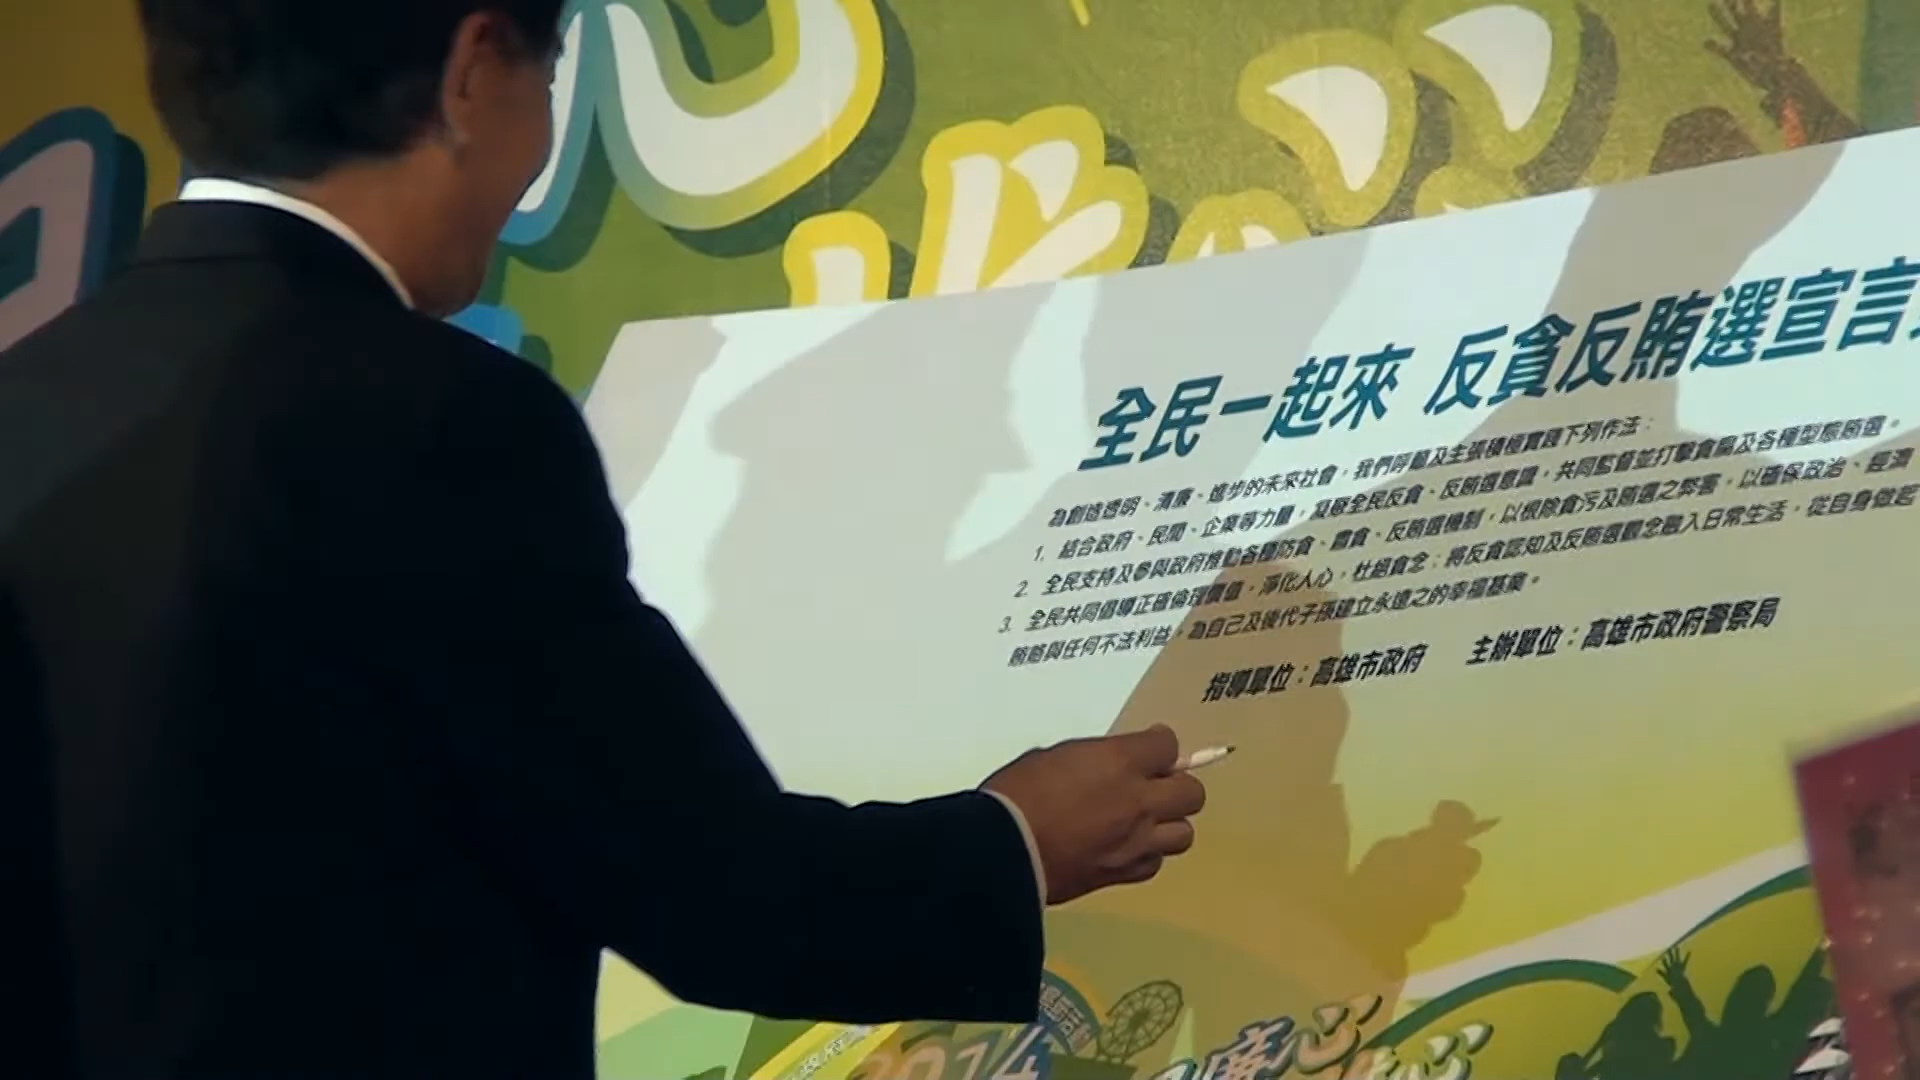 全民一起來 反貪反賄選宣言
為創造透明、清廉、進步的未來社會,我們呼籲及主張積極實踐下列作法:
1. 結合政府、民間、企業等力量,凝聚全民反貪、反賄選意識,共同監督並打擊貪腐及各種型態賄選。
2. 全民支持及參與政府推動各種防貪、肅貪、反賄選機制,以根除貪污及賄選之弊害,以確保政治、經濟
3. 全民共同倡導正確倫理價值,淨化人心,杜絕貪念;將反貪認知及反賄選觀念融入日常生活,從自身做起
賄賂與任何不法利益,為自己及後代子孫建立永遠之的幸福基業。
指導單位:高雄市政府 主辦單位:高雄市政府警察局
2014
廉心